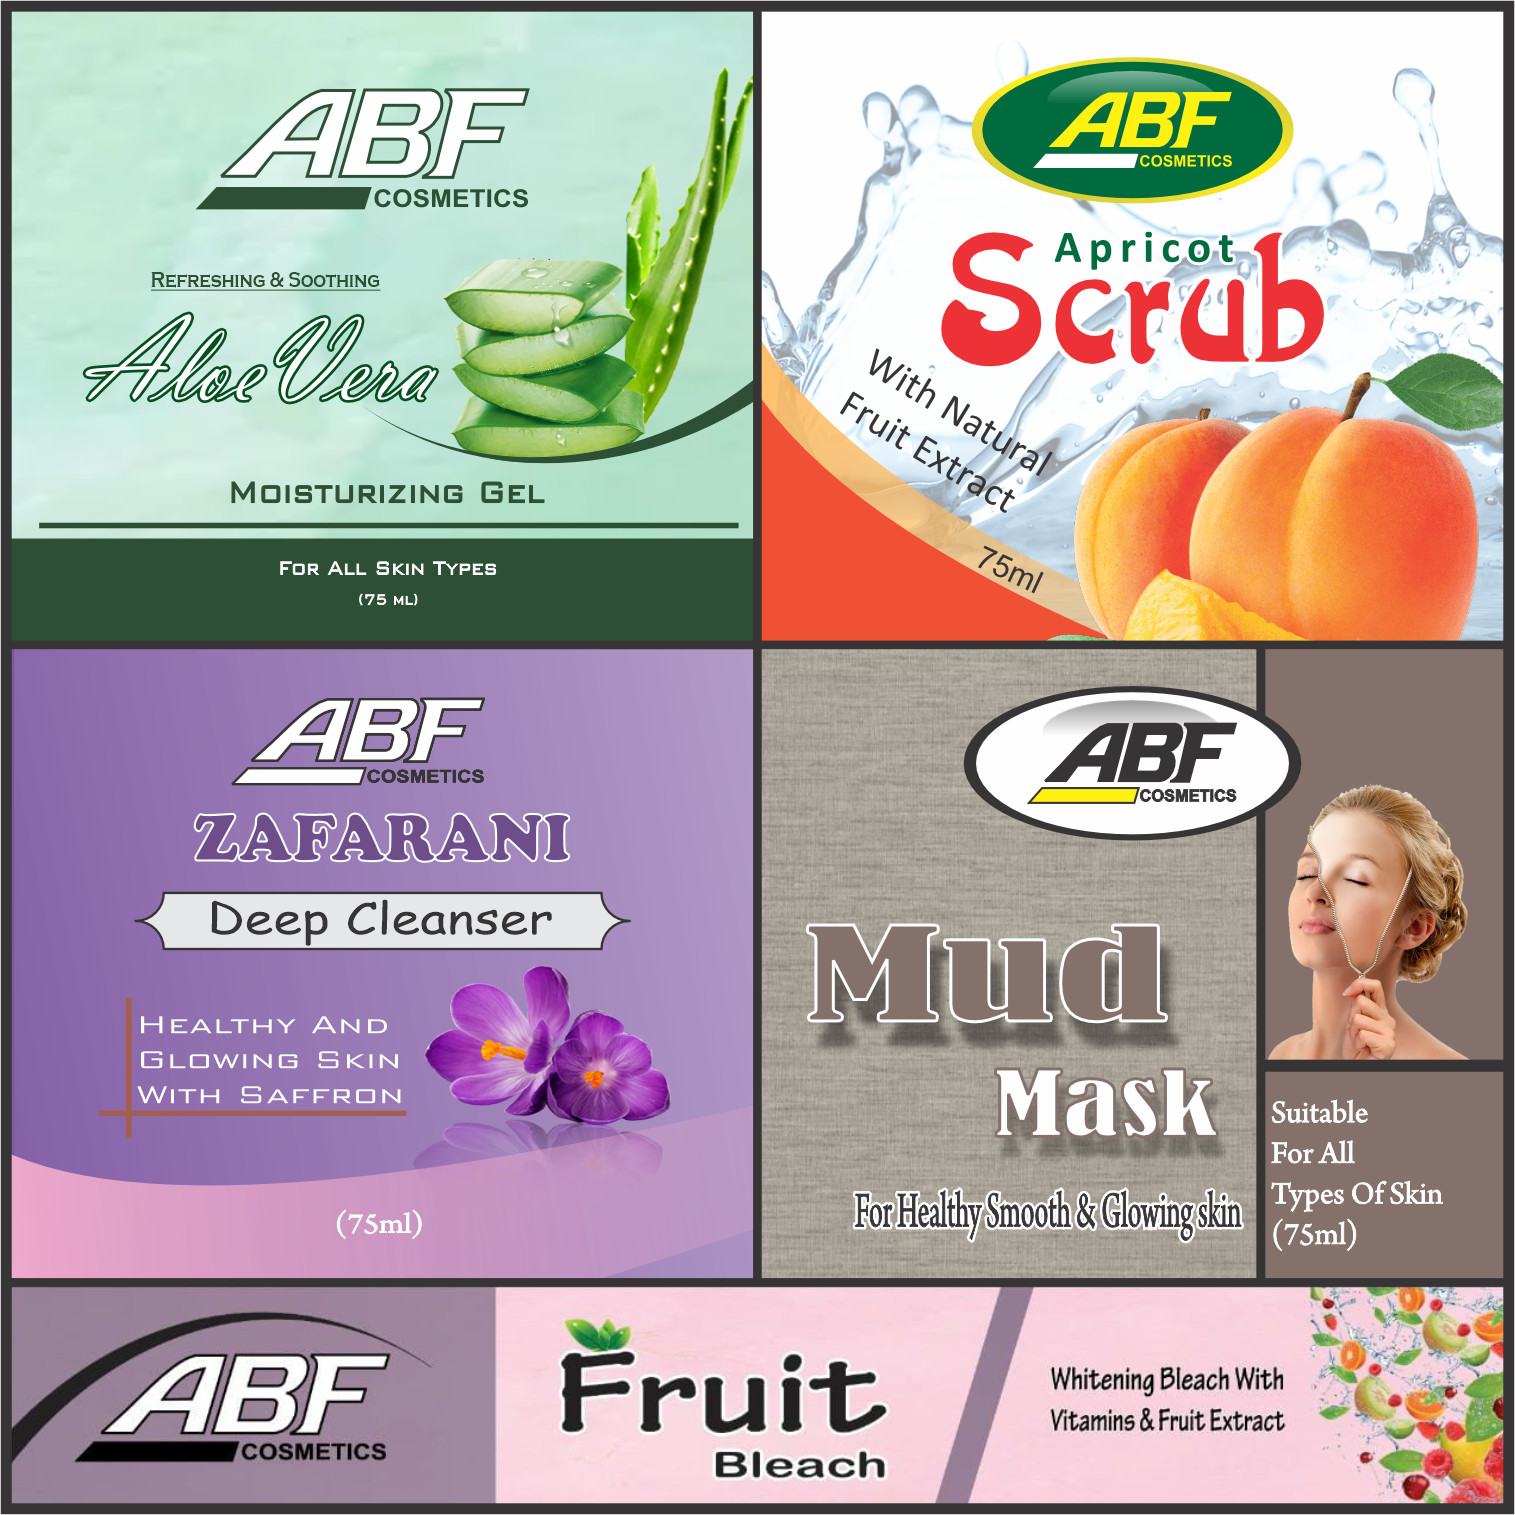 ABF
COSMETICS
REFRESHING & SOOTHING
Aloe Vera
MOISTURIZING GEL
FOR ALL SKIN TYPES
(75 ML)
ABF
COSMETICS
Apricot
Scrub
With Natural
Fruit Extract
75ml
ABF
COSMETICS
ZAFARANI
Deep Cleanser
HEALTHY AND
GLOWING SKIN
WITH SAFFRON
(75ml)
ABF
COSMETICS
Mud
Mask
For Healthy Smooth & Glowing skin
Suitable
For All
Types Of Skin
(75ml)
ABF
COSMETICS
Fruit
Bleach
Whitening Bleach With
Vitamins & Fruit Extract